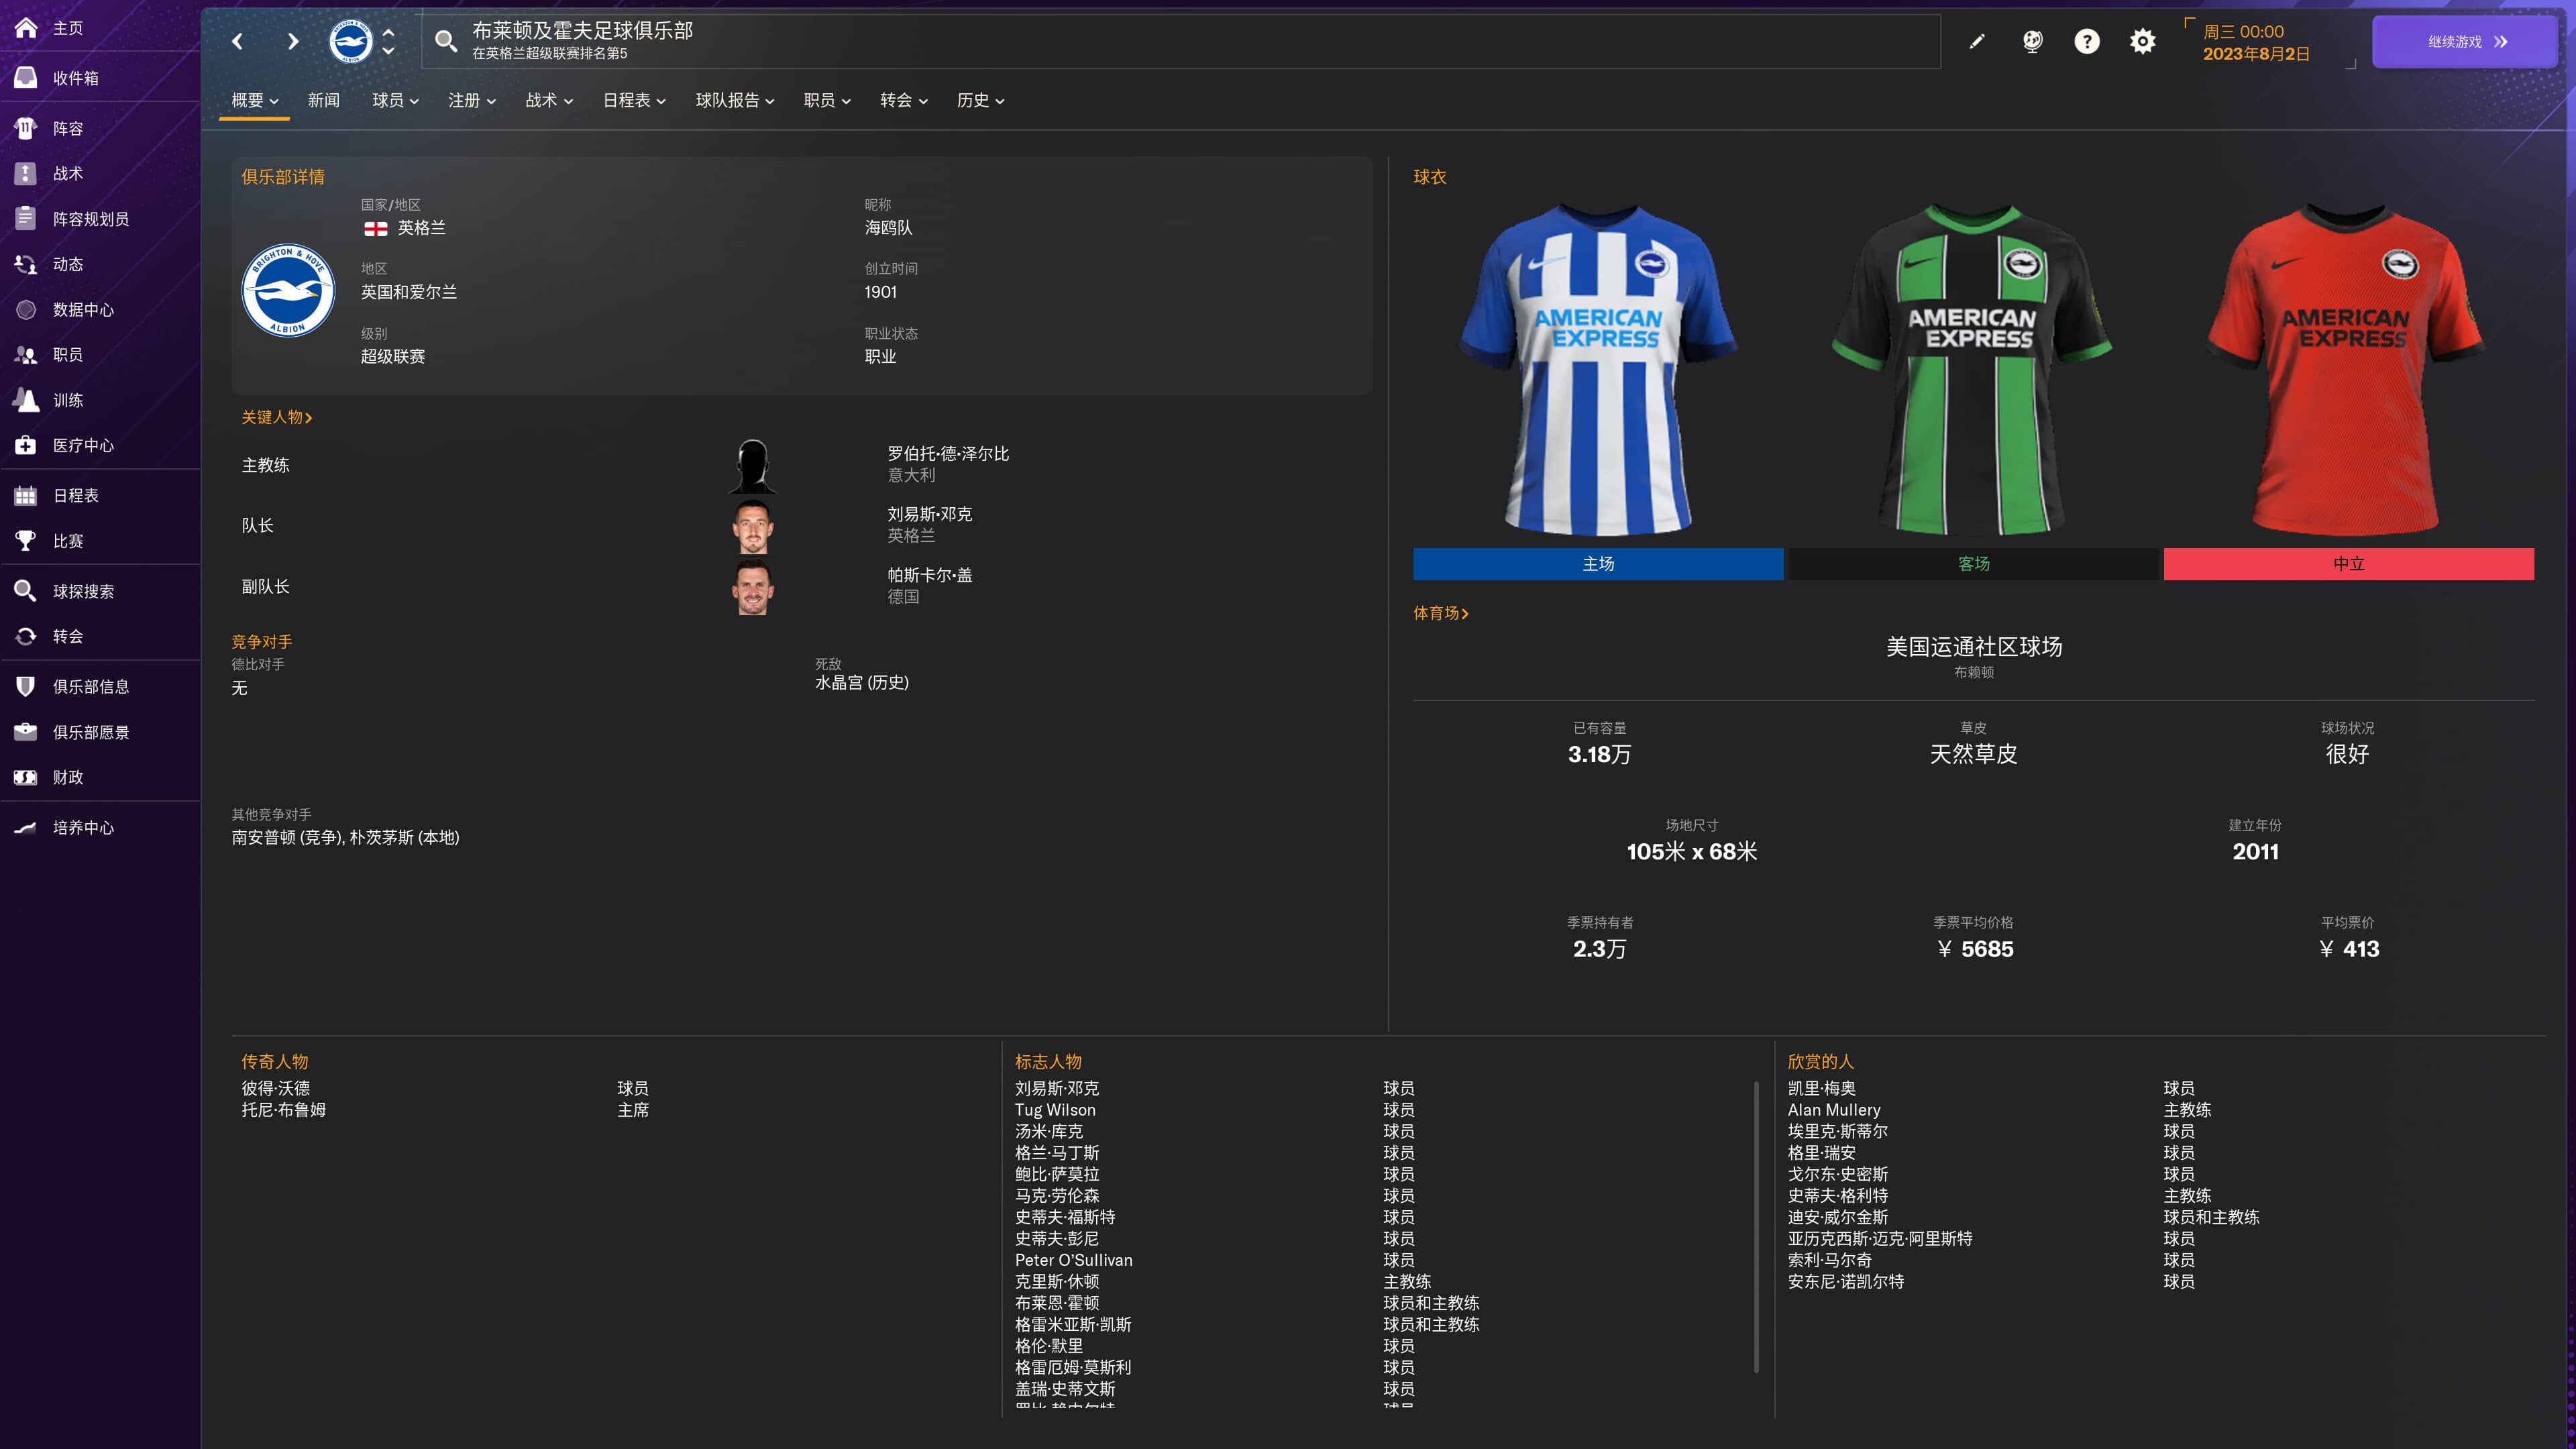 主页
收件箱
阵容
战术
阵容规划员
动态
数据中心
职员
训练
医疗中心
日程表
比赛
球探搜索
转会
俱乐部信息
俱乐部愿景
财政
培养中心
布莱顿及霍夫足球俱乐部
在英格兰超级联赛排名第5
周三 00:00
2023年8月2日
继续游戏
概要 新闻 球员 注册 战术 日程表 球队报告 职员 转会 历史
俱乐部详情
BRIGHTON & HOVE
ALBION
国家/地区
英格兰
昵称
海鸥队
地区
英国和爱尔兰
创立时间
1901
级别
超级联赛
职业状态
职业
关键人物
主教练
罗伯托·德·泽尔比
意大利
队长
刘易斯·邓克
英格兰
副队长
帕斯卡尔·盖
德国
竞争对手
德比对手
无
死敌
水晶宫 (历史)
其他竞争对手
南安普顿 (竞争), 朴茨茅斯 (本地)
球衣
AMERICAN
EXPRESS
AMERICAN
EXPRESS
AMERICAN
EXPRESS
主场 客场 中立
体育场
美国运通社区球场
布赖顿
已有容量
3.18万
草皮
天然草皮
球场状况
很好
场地尺寸
105米 x 68米
建立年份
2011
季票持有者
2.3万
季票平均价格
¥ 5685
平均票价
¥ 413
传奇人物
彼得·沃德 球员
托尼·布鲁姆 主席
标志人物
刘易斯·邓克 球员
Tug Wilson 球员
汤米·库克 球员
格兰·马丁斯 球员
鲍比·萨莫拉 球员
马克·劳伦森 球员
史蒂夫·福斯特 球员
史蒂夫·彭尼 球员
Peter O'Sullivan 球员
克里斯·休顿 主教练
布莱恩·霍顿 球员和主教练
格雷米亚斯·凯斯 球员和主教练
格伦·默里 球员
格雷厄姆·莫斯利 球员
盖瑞·史蒂文斯 球员
欣赏的人
凯里·梅奥 球员
Alan Mullery 主教练
埃里克·斯蒂尔 球员
格里·瑞安 球员
戈尔东·史密斯 球员
史蒂夫·格利特 主教练
迪安·威尔金斯 球员和主教练
亚历克西斯·迈克·阿里斯特 球员
索利·马尔奇 球员
安东尼·诺凯尔特 球员